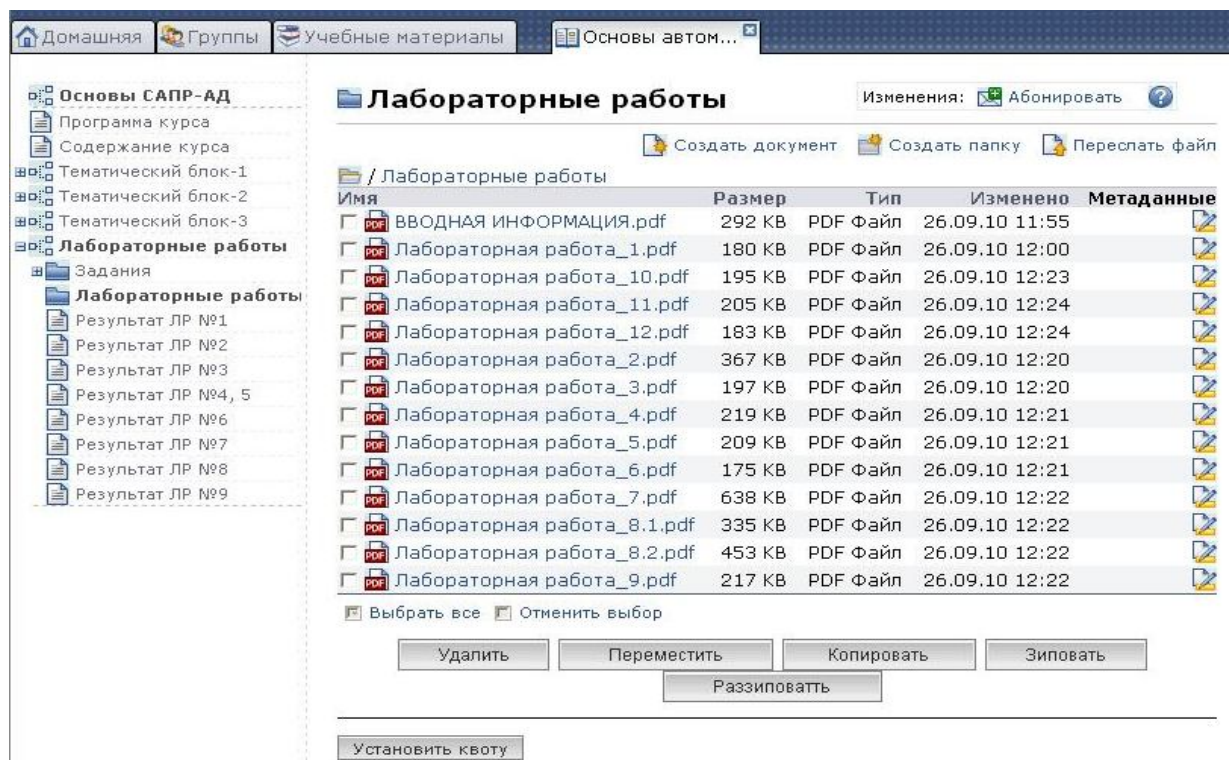 Домашняя Группы Учебные материалы Основы автом...
Основы САПР-АД
Программа курса
Содержание курса
Тематический блок-1
Тематический блок-2
Тематический блок-3
Лабораторные работы
Задания
Лабораторные работы
Результат ЛР №1
Результат ЛР №2
Результат ЛР №3
Результат ЛР №4, 5
Результат ЛР №6
Результат ЛР №7
Результат ЛР №8
Результат ЛР №9
Лабораторные работы
Изменения: Абонировать ?
Создать документ Создать папку Переслать файл
/ Лабораторные работы
Имя Размер Тип Изменено Метаданные
ВВОДНАЯ ИНФОРМАЦИЯ.pdf 292 KB PDF Файл 26.09.10 11:55
Лабораторная работа_1.pdf 180 KB PDF Файл 26.09.10 12:00
Лабораторная работа_10.pdf 195 KB PDF Файл 26.09.10 12:23
Лабораторная работа_11.pdf 205 KB PDF Файл 26.09.10 12:24
Лабораторная работа_12.pdf 183 KB PDF Файл 26.09.10 12:24
Лабораторная работа_2.pdf 367 KB PDF Файл 26.09.10 12:20
Лабораторная работа_3.pdf 197 KB PDF Файл 26.09.10 12:20
Лабораторная работа_4.pdf 219 KB PDF Файл 26.09.10 12:21
Лабораторная работа_5.pdf 209 KB PDF Файл 26.09.10 12:21
Лабораторная работа_6.pdf 175 KB PDF Файл 26.09.10 12:21
Лабораторная работа_7.pdf 638 KB PDF Файл 26.09.10 12:22
Лабораторная работа_8.1.pdf 335 KB PDF Файл 26.09.10 12:22
Лабораторная работа_8.2.pdf 453 KB PDF Файл 26.09.10 12:22
Лабораторная работа_9.pdf 217 KB PDF Файл 26.09.10 12:22
Выбрать все Отменить выбор
Удалить Переместить Копировать Зиповать
Раззиповатть
Установить квоту